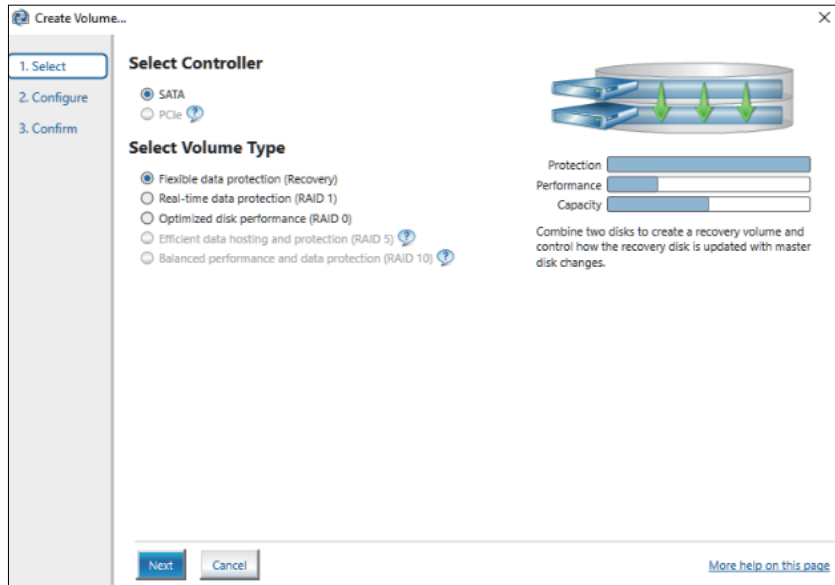 Create Volume...
1. Select
2. Configure
3. Confirm
Select Controller
SATA
PCIe
Select Volume Type
Flexible data protection (Recovery)
Real-time data protection (RAID 1)
Optimized disk performance (RAID 0)
Efficient data hosting and protection (RAID 5)
Balanced performance and data protection (RAID 10)
Protection
Performance
Capacity
Combine two disks to create a recovery volume and
control how the recovery disk is updated with master
disk changes.
Next
Cancel
More help on this page